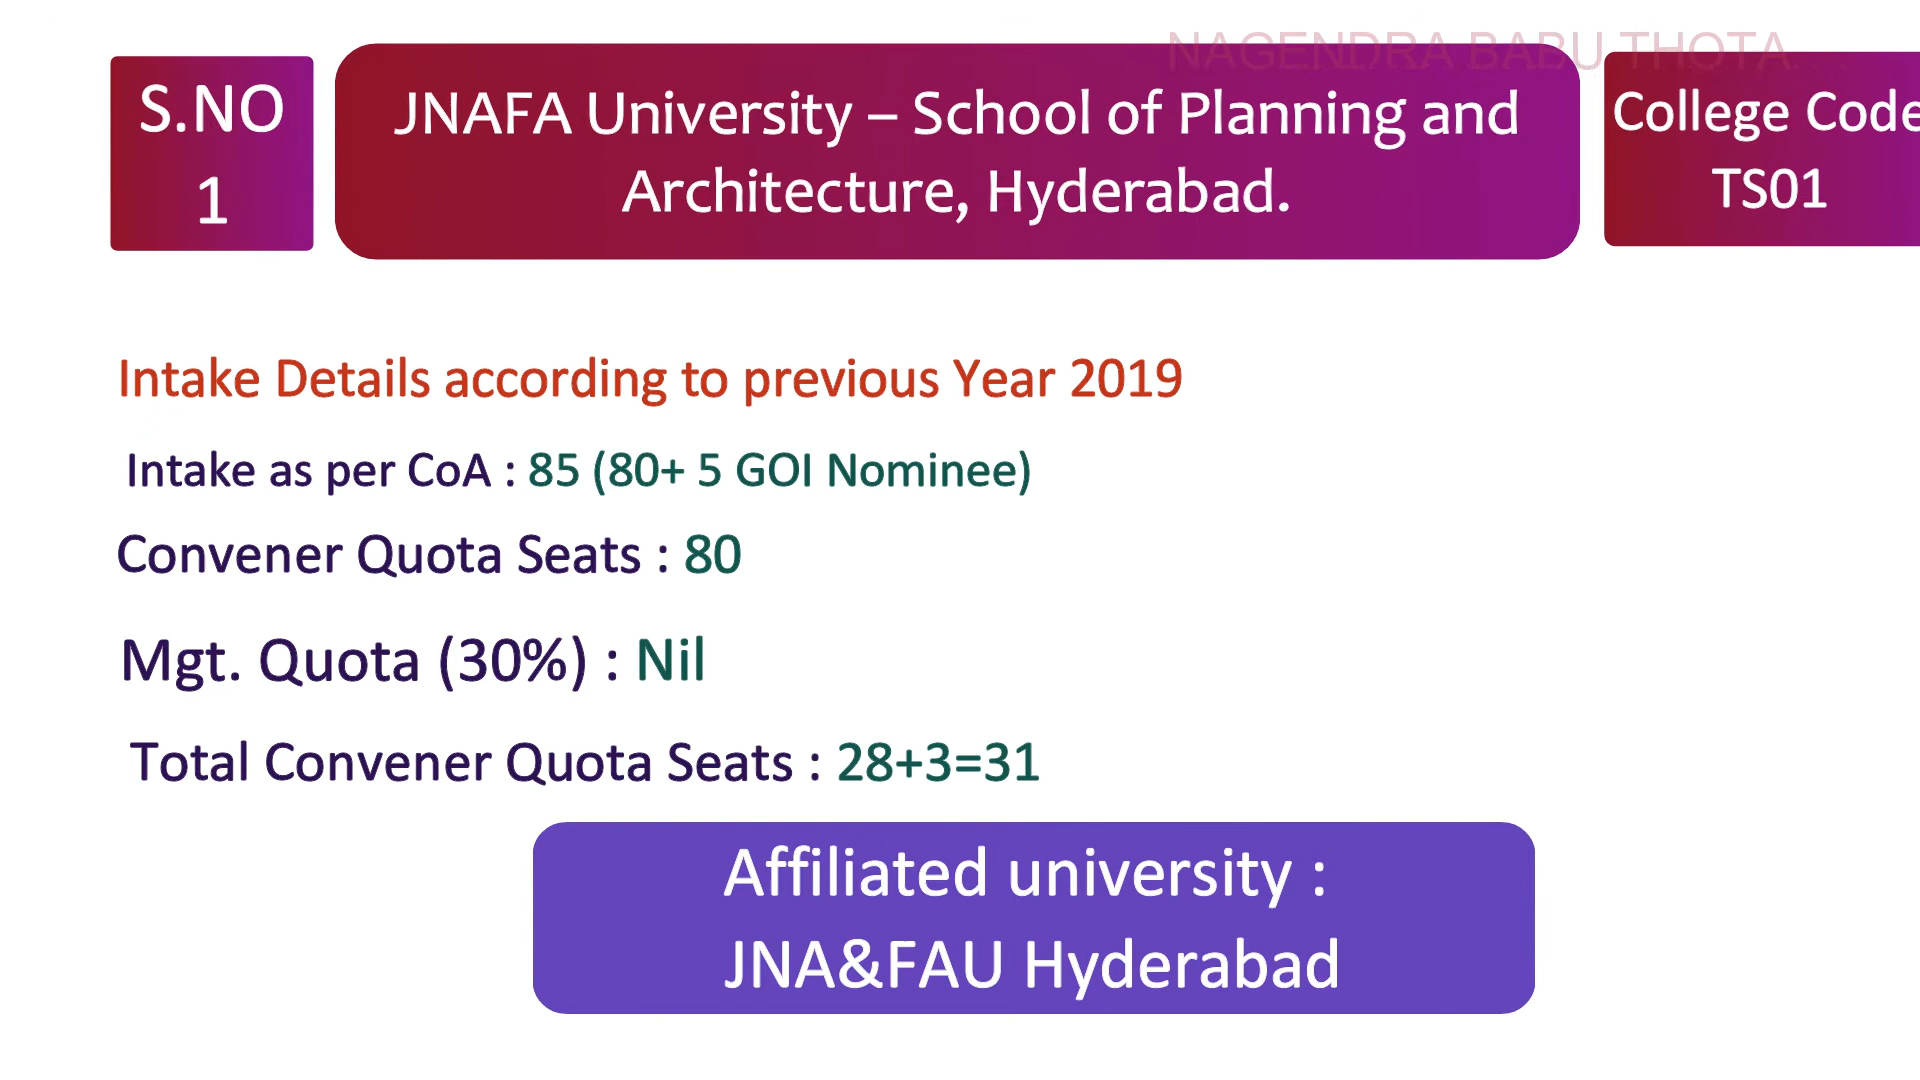 NAGENDRA BABU THOTA....
S.NO
1
JNAFA University – School of Planning and
Architecture, Hyderabad.
College Code
TS01
Intake Details according to previous Year 2019
Intake as per CoA : 85 (80+ 5 GOI Nominee)
Convener Quota Seats : 80
Mgt. Quota (30%) : Nil
Total Convener Quota Seats : 28+3=31
Affiliated university :
JNA&FAU Hyderabad